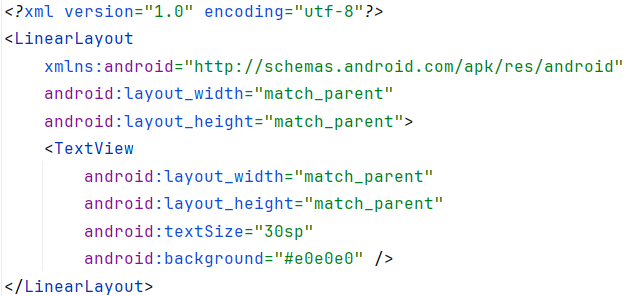 <?xml version="1.0" encoding="utf-8"?>
<LinearLayout
    xmlns:android="http://schemas.android.com/apk/res/android"
    android:layout_width="match_parent"
    android:layout_height="match_parent">
    <TextView
        android:layout_width="match_parent"
        android:layout_height="match_parent"
        android:textSize="30sp"
        android:background="#e0e0e0" />
</LinearLayout>